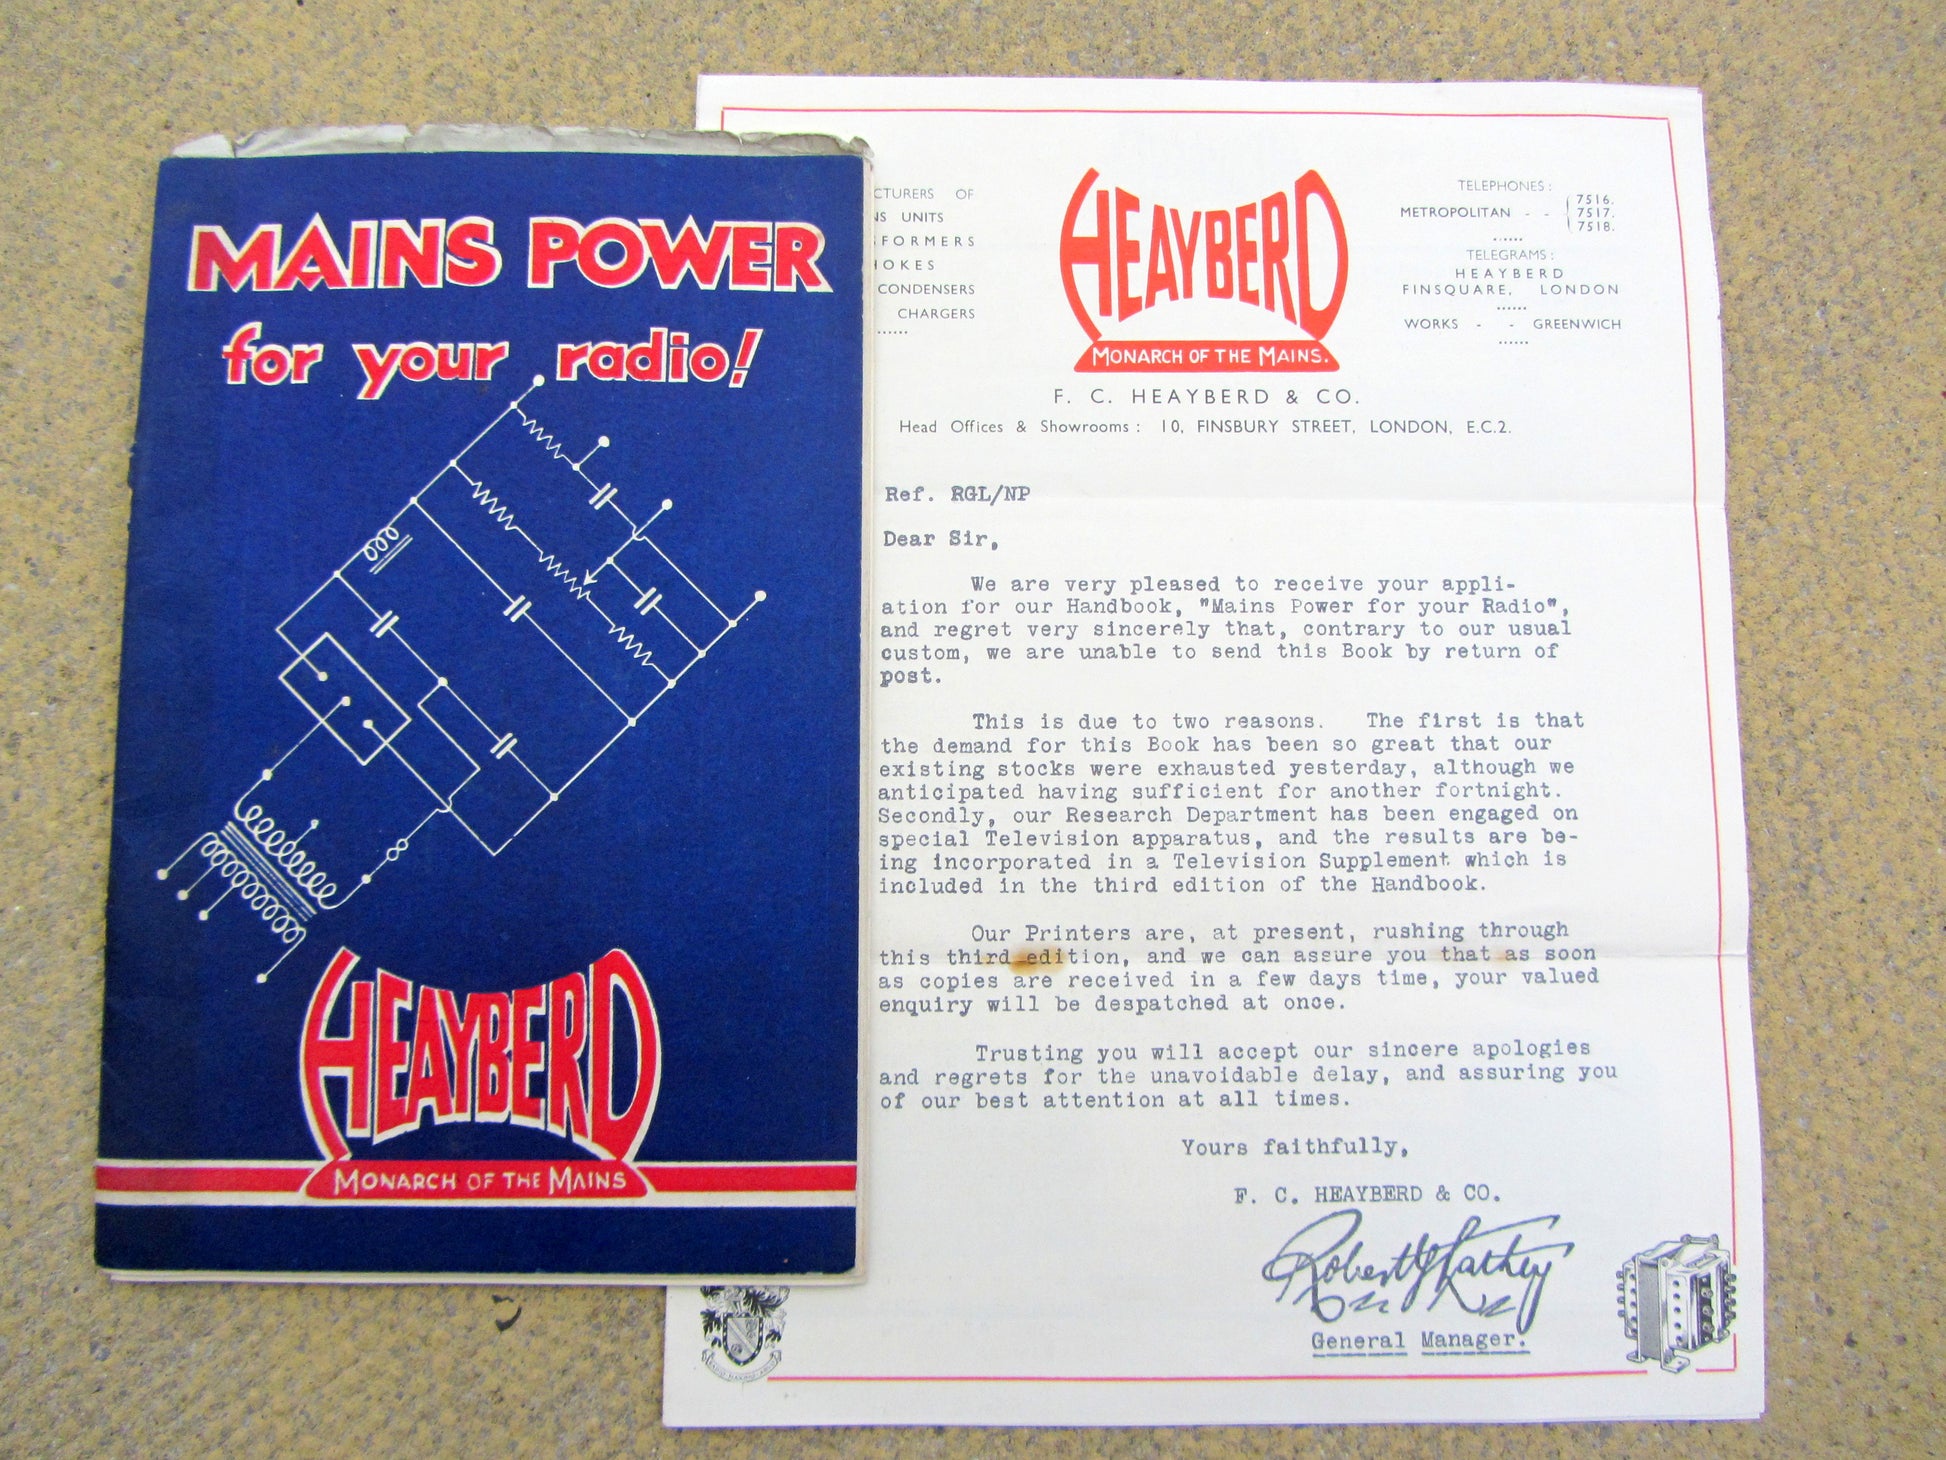 MAINS POWER
for your radio!
HEAYBERD
MONARCH OF THE MAINS
CTURERS OF
NS UNITS
FORMERS
HOKES
CONDENSERS
CHARGERS
HEAYBERD
MONARCH OF THE MAINS.
F. C. HEAYBERD & CO.
Head Offices & Showrooms: 10, FINSBURY STREET, LONDON, E.C.2.
TELEPHONES:
METROPOLITAN - - { 7516.
7517.
7518.
TELEGRAMS:
HEAYBERD
FINSQUARE, LONDON
WORKS - - GREENWICH
Ref. RGL/NP
Dear Sir,
We are very pleased to receive your appli-
ation for our Handbook, "Mains Power for your Radio",
and regret very sincerely that, contrary to our usual
custom, we are unable to send this Book by return of
post.
This is due to two reasons. The first is that
the demand for this Book has been so great that our
existing stocks were exhausted yesterday, although we
anticipated having sufficient for another fortnight.
Secondly, our Research Department has been engaged on
special Television apparatus, and the results are be-
ing incorporated in a Television Supplement which is
included in the third edition of the Handbook.
Our Printers are, at present, rushing through
this third edition, and we can assure you that as soon
as copies are received in a few days time, your valued
enquiry will be despatched at once.
Trusting you will accept our sincere apologies
and regrets for the unavoidable delay, and assuring you
of our best attention at all times.
Yours faithfully,
F. C. HEAYBERD & CO.
Robert
General Manager.